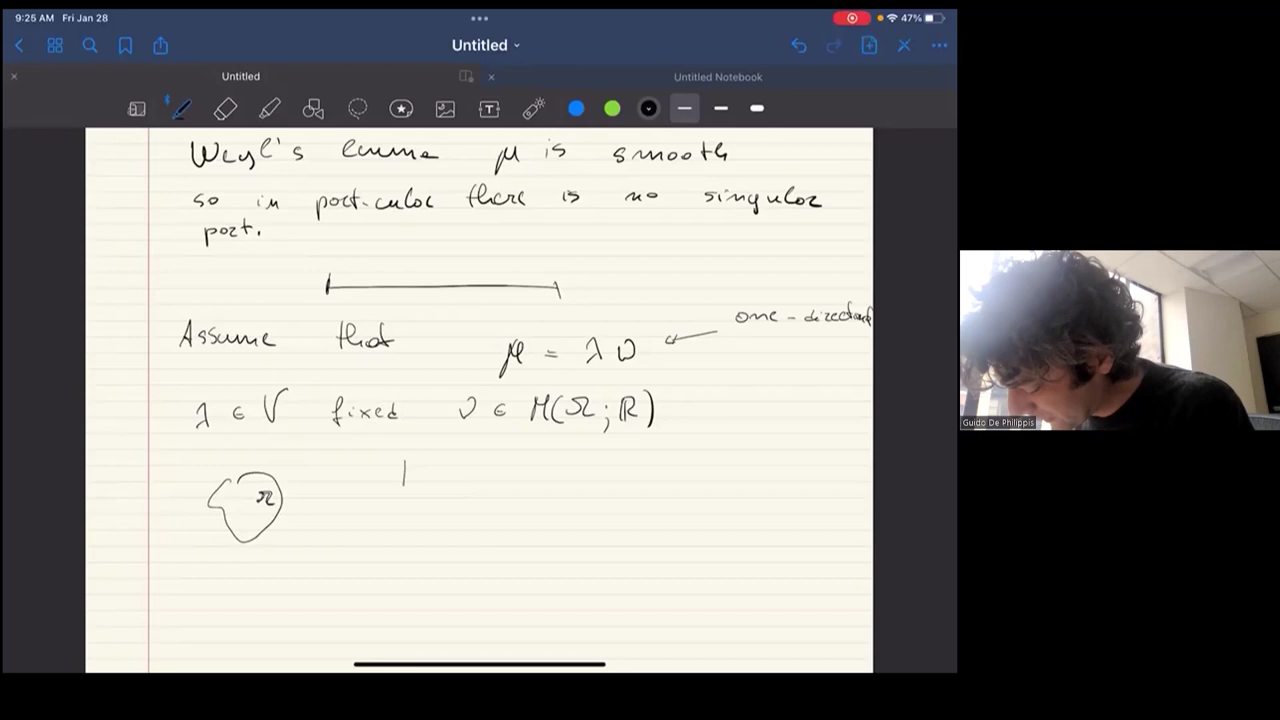 9:25 AM Fri Jan 28
47%
Untitled
Untitled
Untitled Notebook
Weyl's lemma μ is smooth
so in particular there is no singular
part.
one-directional
Assume that μ = λ ν
λ ∈ V fixed ν ∈ M(Ω; ℝ)
Ω
Guido De Philippis